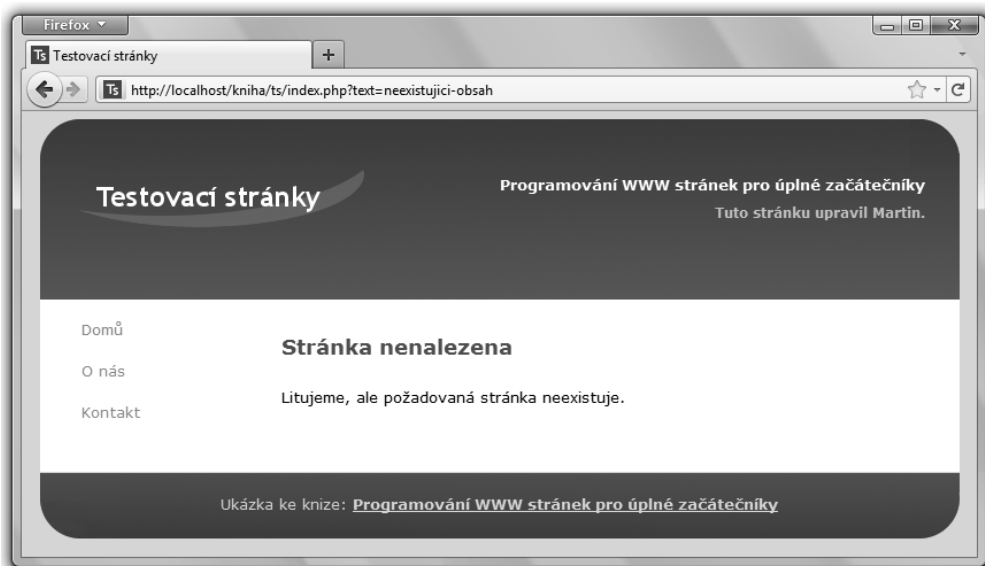 Firefox
Ts Testovací stránky
Ts http://localhost/kniha/ts/index.php?text=neexistujici-obsah
Testovací stránky
Programování WWW stránek pro úplné začátečníky
Tuto stránku upravil Martin.
Domů
O nás
Kontakt
Stránka nenalezena
Litujeme, ale požadovaná stránka neexistuje.
Ukázka ke knize: Programování WWW stránek pro úplné začátečníky